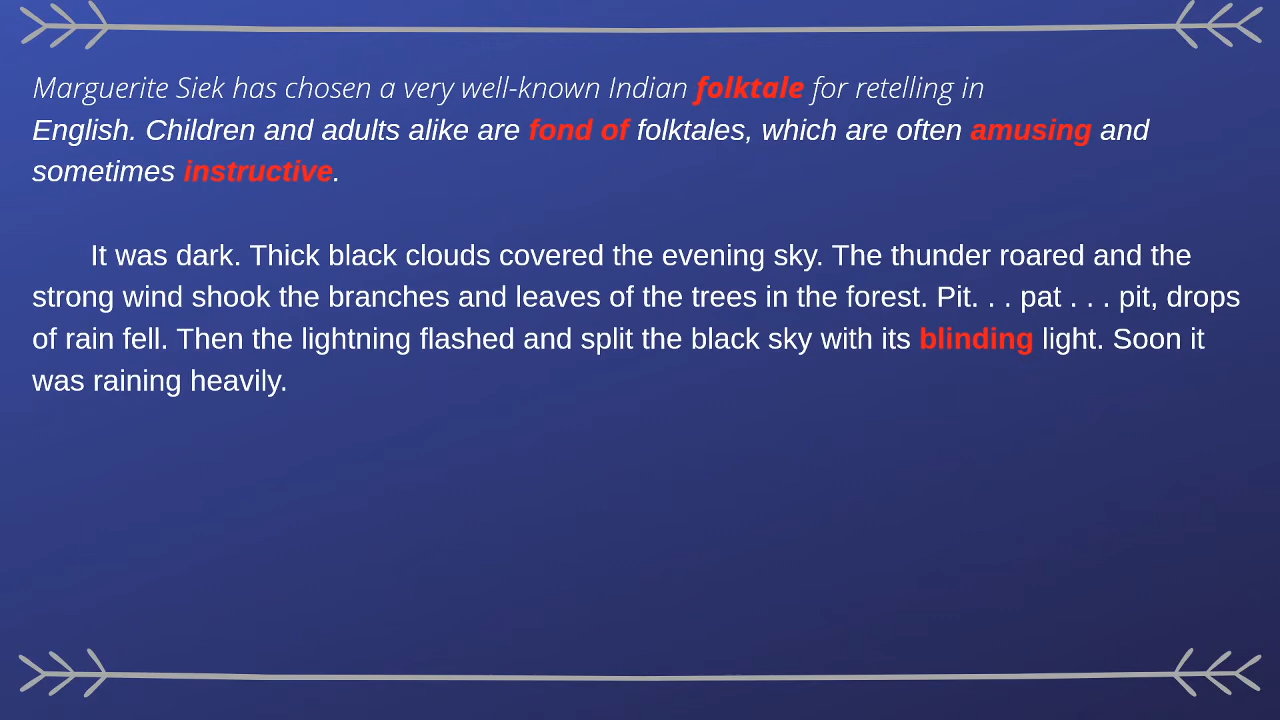 Marguerite Siek has chosen a very well-known Indian folktale for retelling in
English. Children and adults alike are fond of folktales, which are often amusing and
sometimes instructive.
It was dark. Thick black clouds covered the evening sky. The thunder roared and the
strong wind shook the branches and leaves of the trees in the forest. Pit. . . pat . . . pit, drops
of rain fell. Then the lightning flashed and split the black sky with its blinding light. Soon it
was raining heavily.